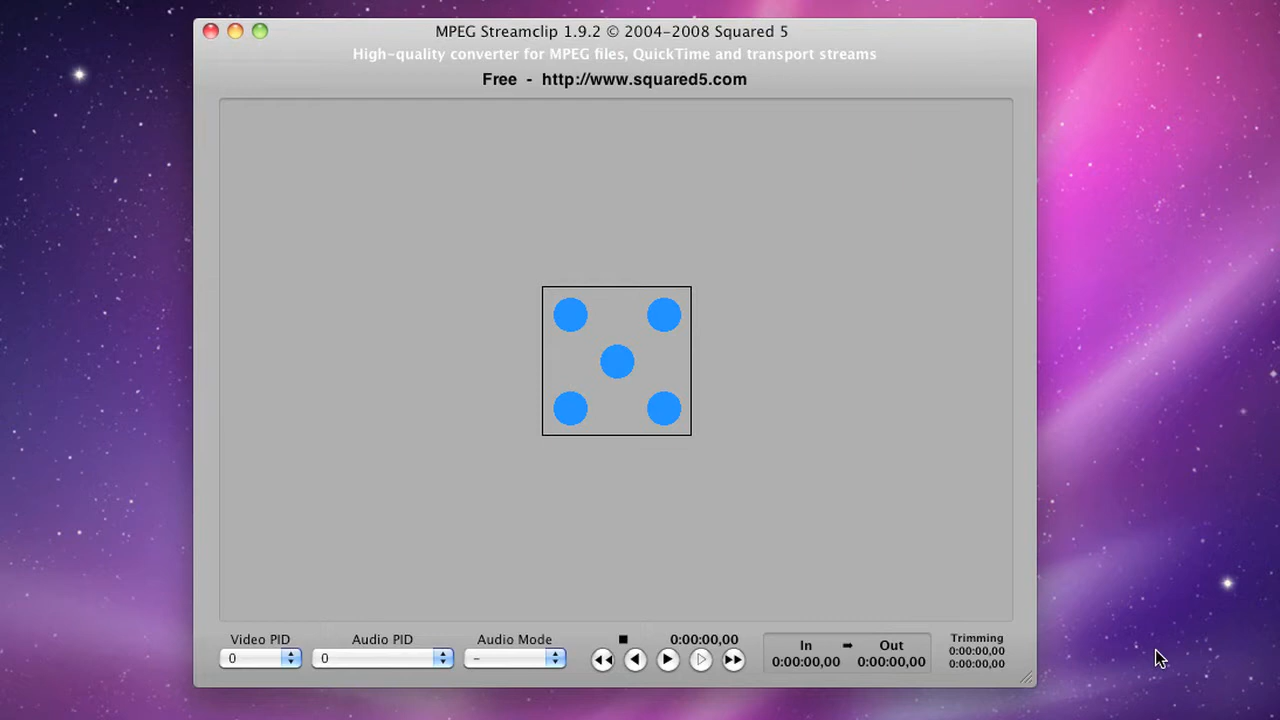 MPEG Streamclip 1.9.2 © 2004-2008 Squared 5
High-quality converter for MPEG files, QuickTime and transport streams
Free - http://www.squared5.com
Video PID
Audio PID
Audio Mode
0:00:00,00
0
0
–
In ➡ Out
0:00:00,00 0:00:00,00
Trimming
0:00:00,00
0:00:00,00